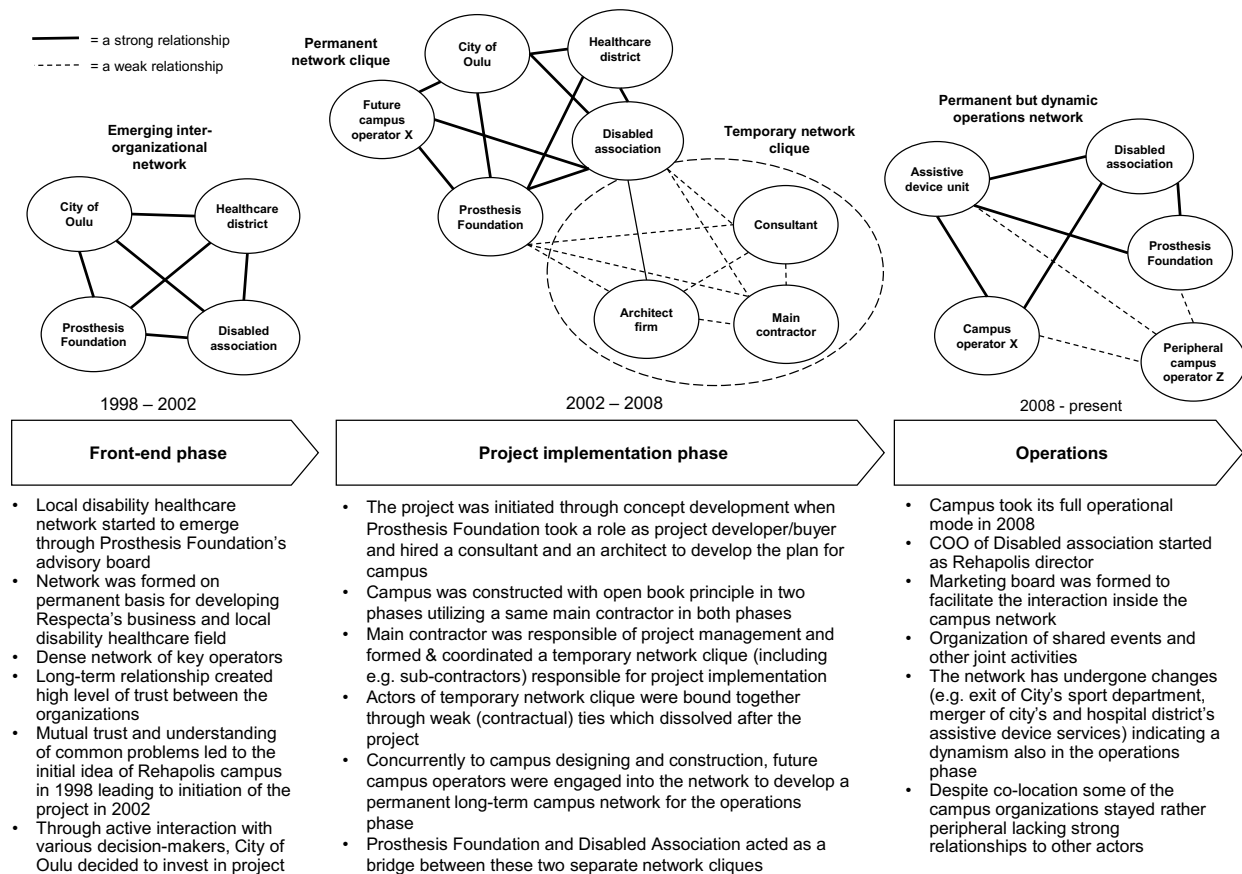 = a strong relationship
= a weak relationship
Emerging inter-
organizational
network
City of
Oulu
Healthcare
district
Prosthesis
Foundation
Disabled
association
Permanent
network clique
City of
Oulu
Healthcare
district
Future
campus
operator X
Disabled
association
Prosthesis
Foundation
Temporary network
clique
Consultant
Architect
firm
Main
contractor
Permanent but dynamic
operations network
Assistive
device unit
Disabled
association
Prosthesis
Foundation
Campus
operator X
Peripheral
campus
operator Z
1998 – 2002
2002 – 2008
2008 - present
Front-end phase
Project implementation phase
Operations
• Local disability healthcare
network started to emerge
through Prosthesis Foundation's
advisory board
• Network was formed on
permanent basis for developing
Respecta's business and local
disability healthcare field
• Dense network of key operators
• Long-term relationship created
high level of trust between the
organizations
• Mutual trust and understanding
of common problems led to the
initial idea of Rehapolis campus
in 1998 leading to initiation of the
project in 2002
• Through active interaction with
various decision-makers, City of
Oulu decided to invest in project
• The project was initiated through concept development when
Prosthesis Foundation took a role as project developer/buyer
and hired a consultant and an architect to develop the plan for
campus
• Campus was constructed with open book principle in two
phases utilizing a same main contractor in both phases
• Main contractor was responsible of project management and
formed & coordinated a temporary network clique (including
e.g. sub-contractors) responsible for project implementation
• Actors of temporary network clique were bound together
through weak (contractual) ties which dissolved after the
project
• Concurrently to campus designing and construction, future
campus operators were engaged into the network to develop a
permanent long-term campus network for the operations
phase
• Prosthesis Foundation and Disabled Association acted as a
bridge between these two separate network cliques
• Campus took its full operational
mode in 2008
• COO of Disabled association started
as Rehapolis director
• Marketing board was formed to
facilitate the interaction inside the
campus network
• Organization of shared events and
other joint activities
• The network has undergone changes
(e.g. exit of City's sport department,
merger of city's and hospital district's
assistive device services) indicating a
dynamism also in the operations
phase
• Despite co-location some of the
campus organizations stayed rather
peripheral lacking strong
relationships to other actors